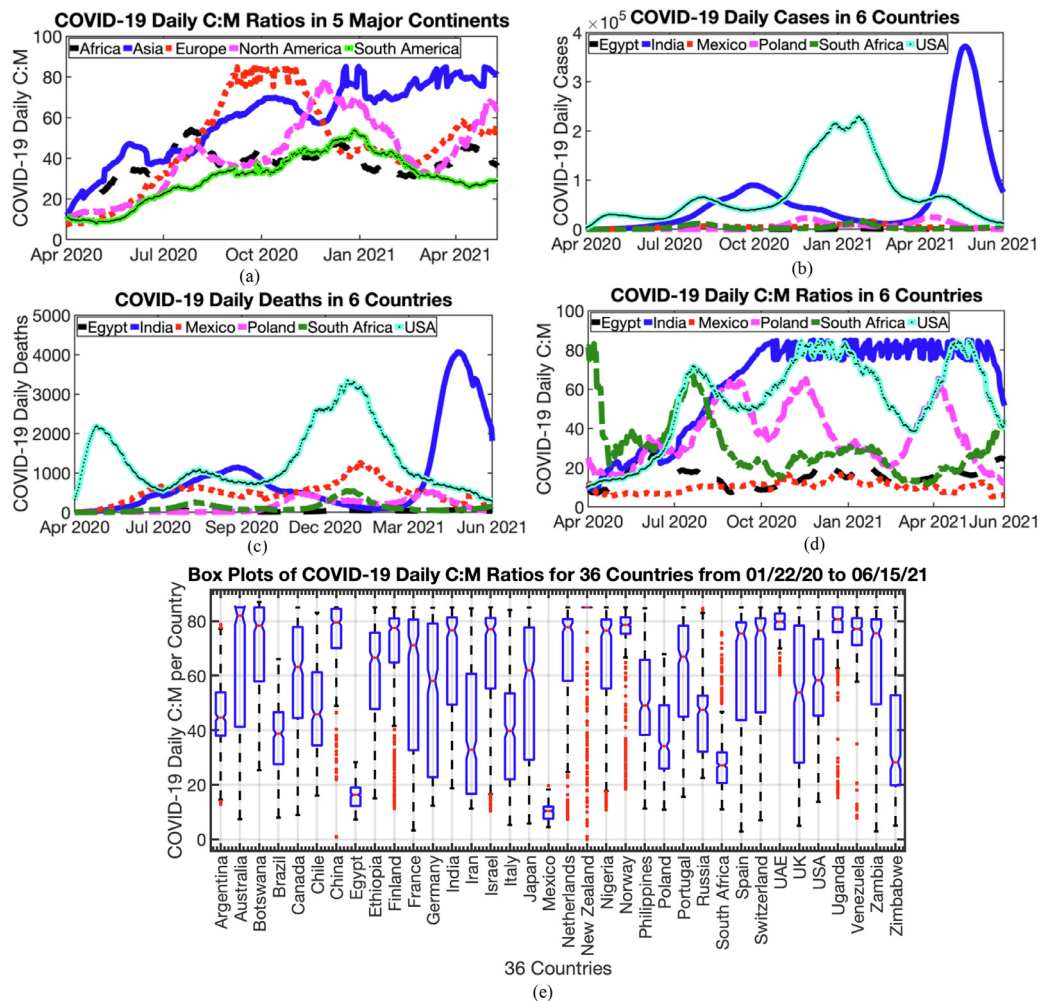 COVID-19 Daily C:M Ratios in 5 Major Continents
Africa Asia Europe North America South America
COVID-19 Daily C:M
100
80
60
40
20
0
Apr 2020 Jul 2020 Oct 2020 Jan 2021 Apr 2021
(a)
COVID-19 Daily Cases in 6 Countries
×10^5
Egypt India Mexico Poland South Africa USA
COVID-19 Daily Cases
4
3
2
1
0
Apr 2020 Jul 2020 Oct 2020 Jan 2021 Apr 2021 Jun 2021
(b)
COVID-19 Daily Deaths in 6 Countries
Egypt India Mexico Poland South Africa USA
COVID-19 Daily Deaths
5000
4000
3000
2000
1000
0
Apr 2020 Jul 2020 Sep 2020 Dec 2020 Mar 2021 Jun 2021
(c)
COVID-19 Daily C:M Ratios in 6 Countries
Egypt India Mexico Poland South Africa USA
COVID-19 Daily C:M
100
80
60
40
20
0
Apr 2020 Jul 2020 Oct 2020 Jan 2021 Apr 2021 Jun 2021
(d)
Box Plots of COVID-19 Daily C:M Ratios for 36 Countries from 01/22/20 to 06/15/21
COVID-19 Daily C:M per Country
80
60
40
20
0
Argentina
Australia
Botswana
Brazil
Canada
Chile
China
Egypt
Ethiopia
Finland
France
Germany
India
Iran
Israel
Italy
Japan
Mexico
Netherlands
New Zealand
Nigeria
Norway
Philippines
Poland
Portugal
Russia
South Africa
Spain
Switzerland
UAE
UK
USA
Uganda
Venezuela
Zambia
Zimbabwe
36 Countries
(e)